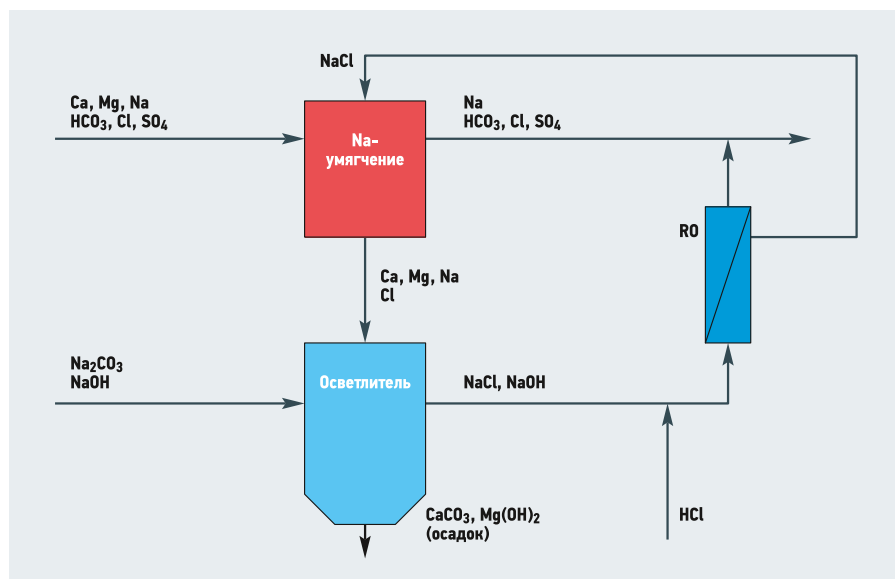 NaCl
Ca, Mg, Na
HCO₃, Cl, SO₄
Na-
умягчение
Na
HCO₃, Cl, SO₄
RO
Ca, Mg, Na
Cl
Na₂CO₃
NaOH
Осветлитель
NaCl, NaOH
CaCO₃, Mg(OH)₂
(осадок)
HCl